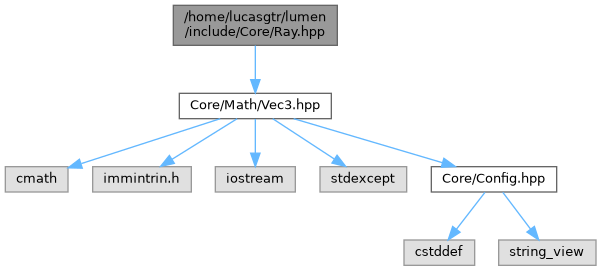 /home/lucasgtr/lumen
/include/Core/Ray.hpp
Core/Math/Vec3.hpp
cmath
immintrin.h
iostream
stdexcept
Core/Config.hpp
cstddef
string_view